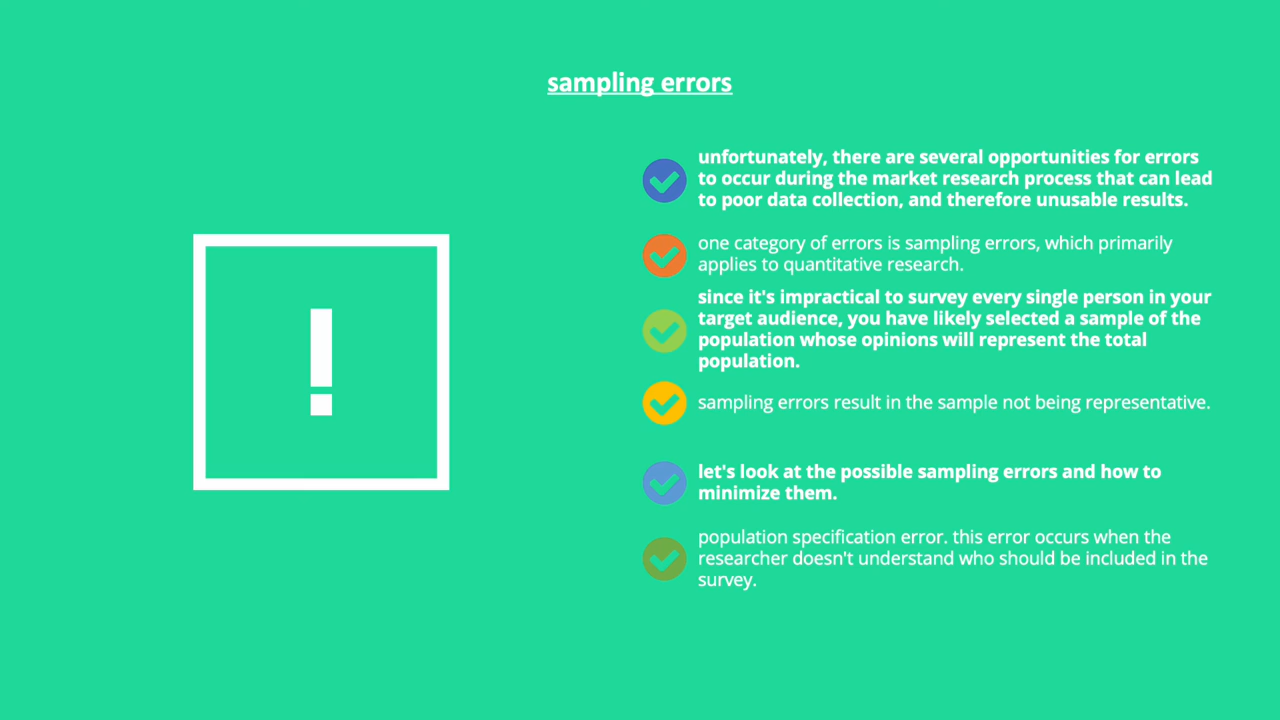 sampling errors
unfortunately, there are several opportunities for errors
to occur during the market research process that can lead
to poor data collection, and therefore unusable results.
one category of errors is sampling errors, which primarily
applies to quantitative research.
since it's impractical to survey every single person in your
target audience, you have likely selected a sample of the
population whose opinions will represent the total
population.
sampling errors result in the sample not being representative.
let's look at the possible sampling errors and how to
minimize them.
population specification error. this error occurs when the
researcher doesn't understand who should be included in the
survey.